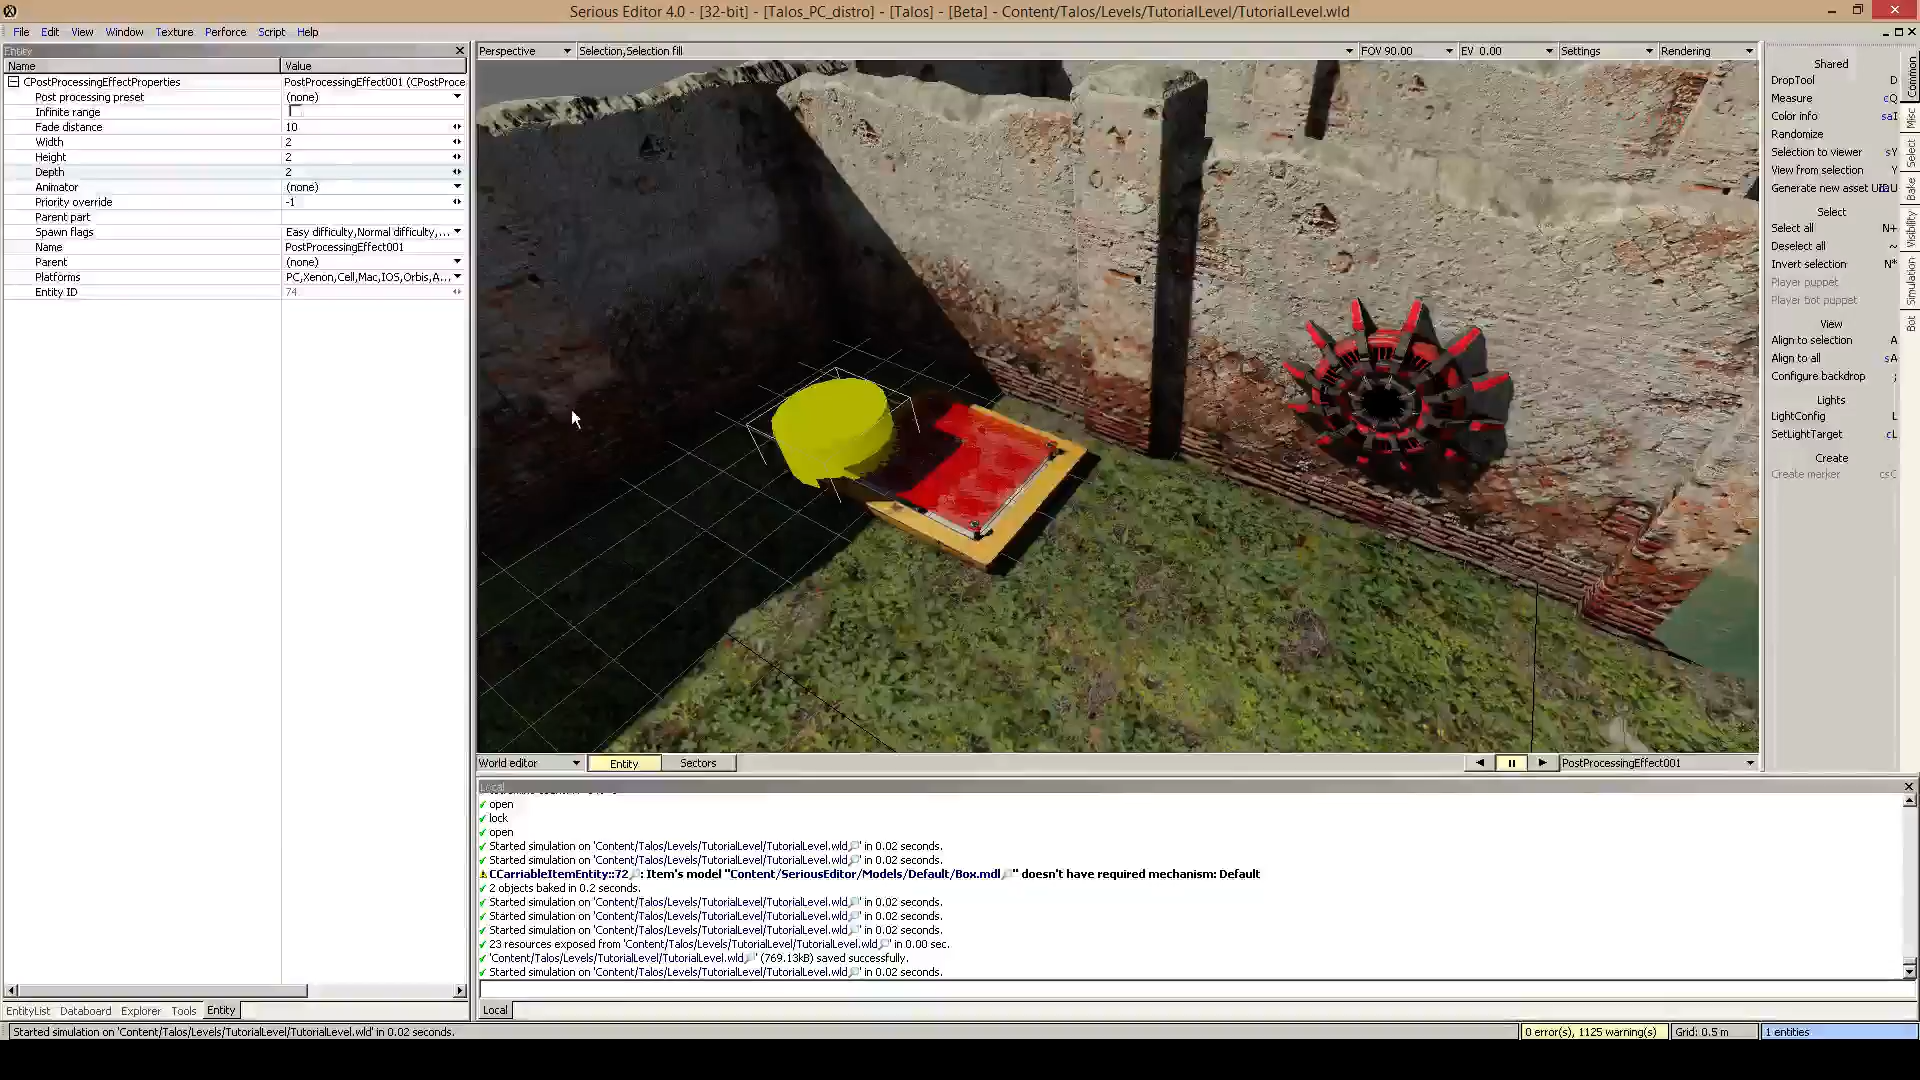 Serious Editor 4.0 - [32-bit] - [Talos_PC_distro] - [Talos] - [Beta] - Content/Talos/Levels/TutorialLevel/TutorialLevel.wld
File Edit View Window Texture Perforce Script Help
Entity
Name Value
CPostProcessingEffectProperties PostProcessingEffect001 (CPostProce
Post processing preset (none)
Infinite range
Fade distance 10
Width 2
Height 2
Depth 2
Animator (none)
Priority override -1
Parent part
Spawn flags Easy difficulty,Normal difficulty,...
Name PostProcessingEffect001
Parent (none)
Platforms PC,Xenon,Cell,Mac,IOS,Orbis,A...
Entity ID 74
EntityList Databoard Explorer Tools Entity
Perspective Selection,Selection fill FOV 90.00 EV 0.00 Settings Rendering
World editor Entity Sectors PostProcessingEffect001
Local
open
lock
open
Started simulation on 'Content/Talos/Levels/TutorialLevel/TutorialLevel.wld' in 0.02 seconds.
Started simulation on 'Content/Talos/Levels/TutorialLevel/TutorialLevel.wld' in 0.02 seconds.
CCarriableItemEntity::72: Item's model "Content/SeriousEditor/Models/Default/Box.mdl" doesn't have required mechanism: Default
2 objects baked in 0.2 seconds.
Started simulation on 'Content/Talos/Levels/TutorialLevel/TutorialLevel.wld' in 0.02 seconds.
Started simulation on 'Content/Talos/Levels/TutorialLevel/TutorialLevel.wld' in 0.02 seconds.
Started simulation on 'Content/Talos/Levels/TutorialLevel/TutorialLevel.wld' in 0.02 seconds.
23 resources exposed from 'Content/Talos/Levels/TutorialLevel/TutorialLevel.wld' in 0.00 sec.
'Content/Talos/Levels/TutorialLevel/TutorialLevel.wld' (769.13kB) saved successfully.
Started simulation on 'Content/Talos/Levels/TutorialLevel/TutorialLevel.wld' in 0.02 seconds.
Local
Shared
DropTool D
Measure cQ
Color info saI
Randomize
Selection to viewer sY
View from selection Y
Generate new asset U
Select
Select all N+
Deselect all ~
Invert selection N*
Player puppet
Player bot puppet
View
Align to selection A
Align to all sA
Configure backdrop ;
Lights
LightConfig L
SetLightTarget cL
Create
Create marker csC
Common
Misc
Select
Bake
Visibility
Simulation
Bot
Started simulation on 'Content/Talos/Levels/TutorialLevel/TutorialLevel.wld' in 0.02 seconds.
0 error(s), 1125 warning(s) Grid: 0.5 m 1 entities